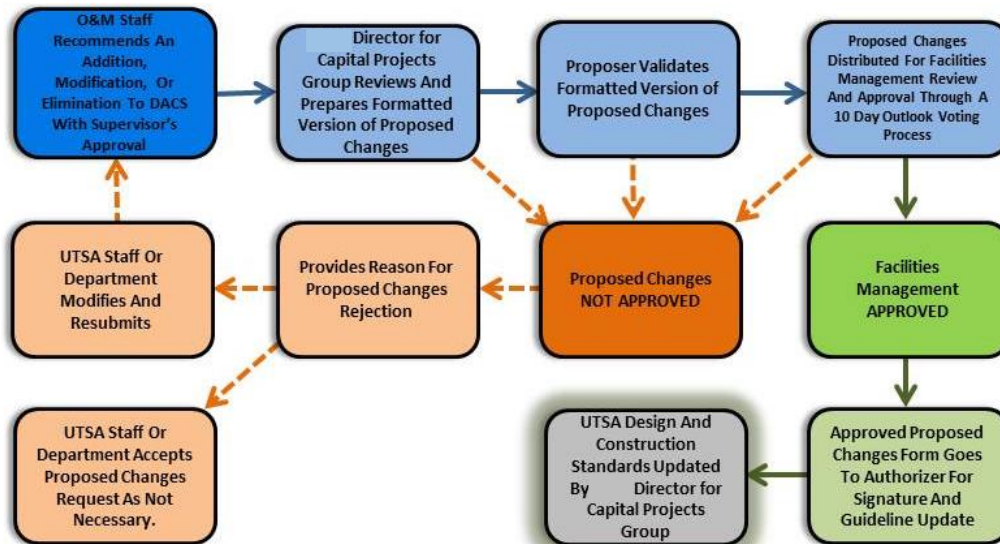 O&M Staff
Recommends An
Addition,
Modification, Or
Elimination To DACS
With Supervisor's
Approval
Director for
Capital Projects
Group Reviews And
Prepares Formatted
Version of Proposed
Changes
Proposer Validates
Formatted Version of
Proposed Changes
Proposed Changes
Distributed For Facilities
Management Review
And Approval Through A
10 Day Outlook Voting
Process
UTSA Staff Or
Department
Modifies And
Resubmits
Provides Reason For
Proposed Changes
Rejection
Proposed Changes
NOT APPROVED
Facilities
Management
APPROVED
UTSA Staff Or
Department Accepts
Proposed Changes
Request As Not
Necessary.
UTSA Design And
Construction
Standards Updated
By Director for
Capital Projects
Group
Approved Proposed
Changes Form Goes
To Authorizer For
Signature And
Guideline Update